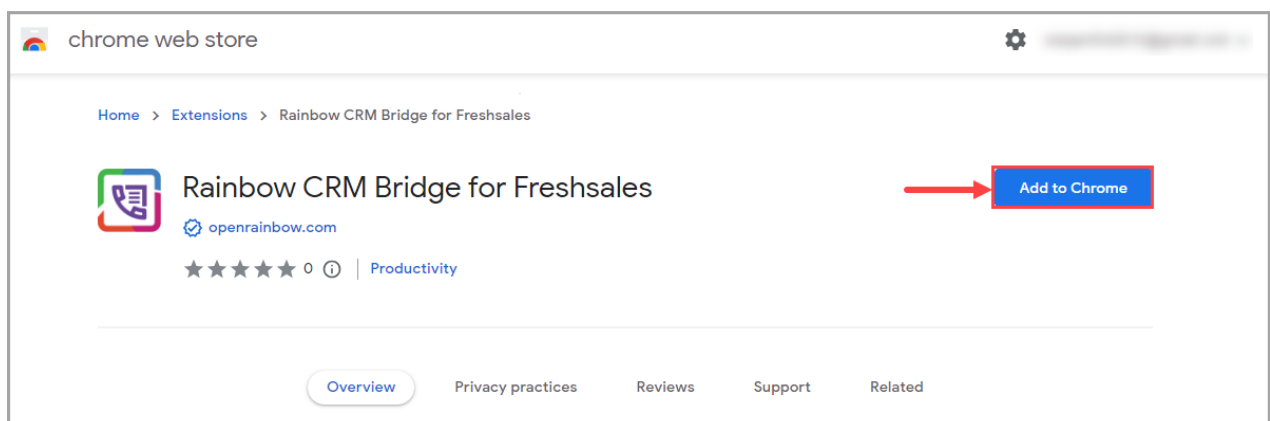 chrome web store
Home > Extensions > Rainbow CRM Bridge for Freshsales
Rainbow CRM Bridge for Freshsales
Add to Chrome
openrainbow.com
0 | Productivity
Overview Privacy practices Reviews Support Related